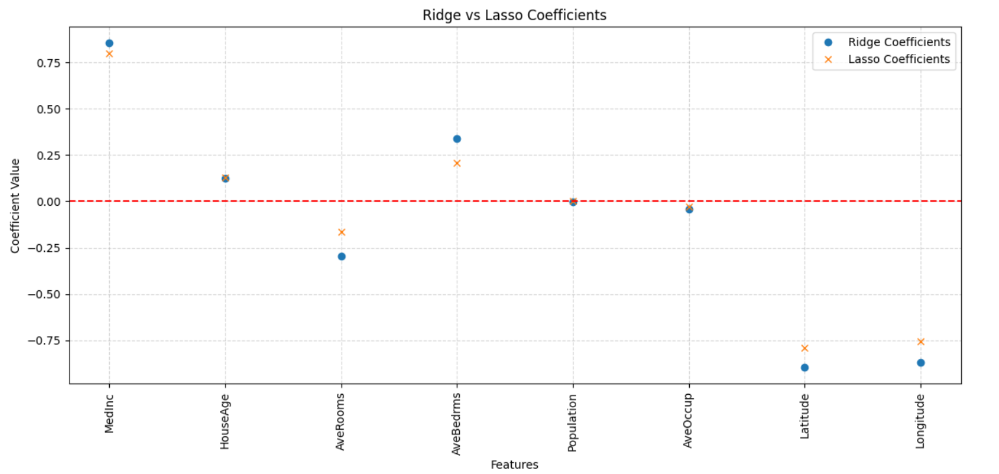 Ridge vs Lasso Coefficients
Ridge Coefficients
Lasso Coefficients
Coefficient Value
0.75
0.50
0.25
0.00
−0.25
−0.50
−0.75
MedInc
HouseAge
AveRooms
AveBedrms
Population
AveOccup
Latitude
Longitude
Features